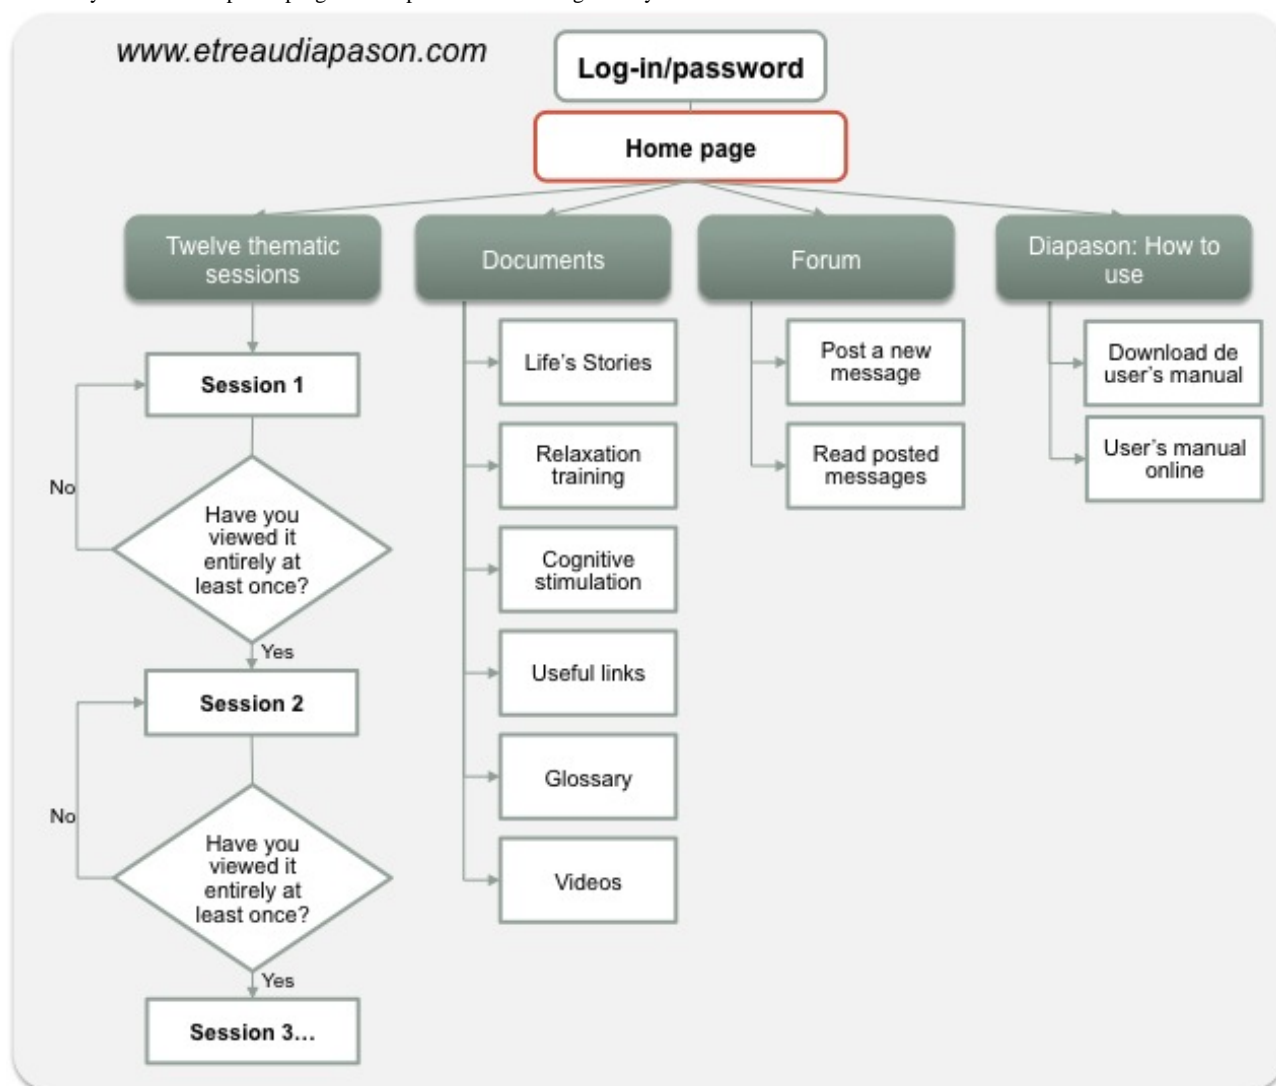 www.etreaudiapason.com
Log-in/password
Home page
Twelve thematic
sessions
Documents
Forum
Diapason: How to
use
Session 1
No
Have you
viewed it
entirely at
least once?
Yes
Session 2
No
Have you
viewed it
entirely at
least once?
Yes
Session 3...
Life's Stories
Relaxation
training
Cognitive
stimulation
Useful links
Glossary
Videos
Post a new
message
Read posted
messages
Download de
user's manual
User's manual
online